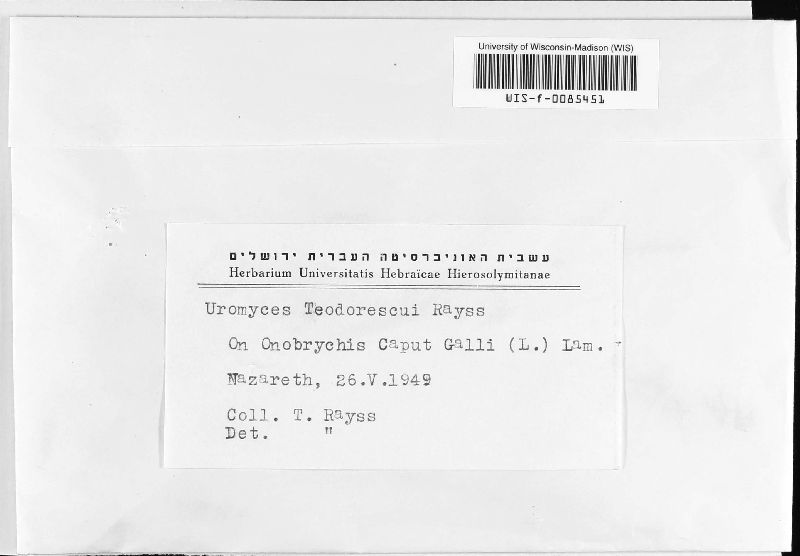 University of Wisconsin-Madison (WIS)
WIS-f-0085451
עשבית האוניברסיטה העברית ירושלים
Herbarium Universitatis Hebraïcae Hierosolymitanae
Uromyces Teodorescui Rayss
On Onobrychis Caput Galli (L.) Lam. -
Nazareth, 26.V.1949
Coll. T. Rayss
Det. "